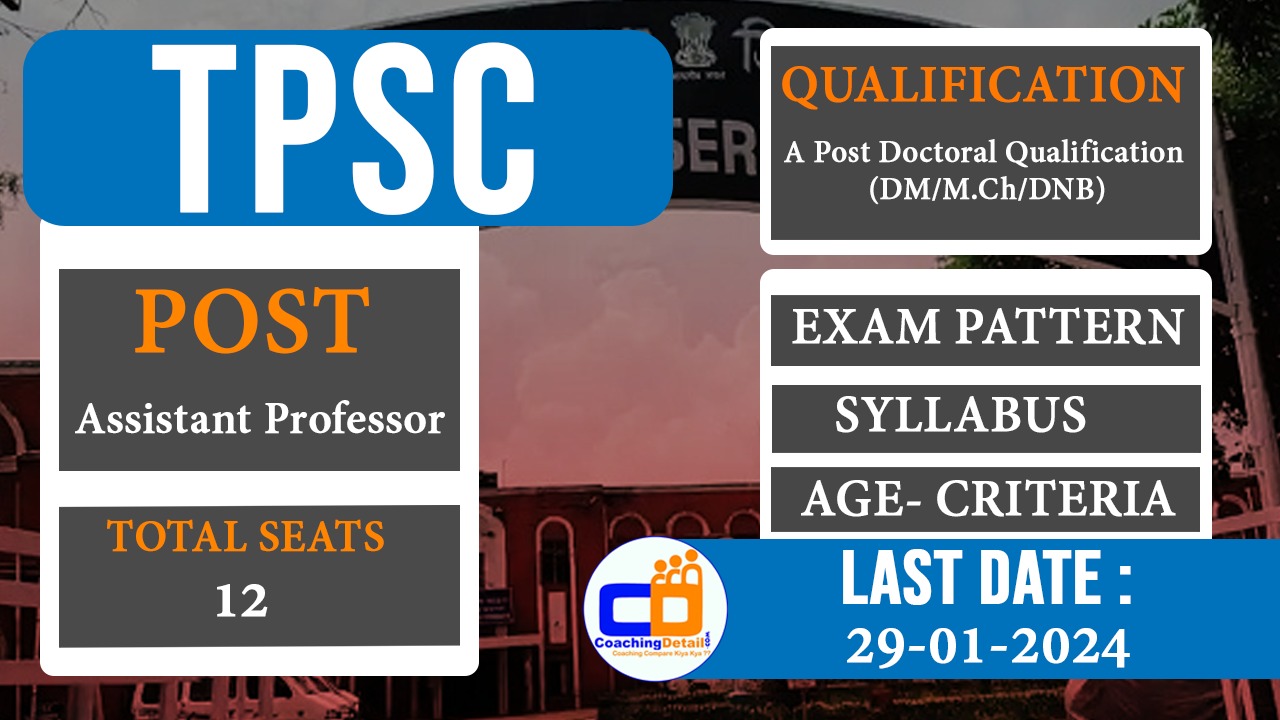 TPSC
POST
Assistant Professor
TOTAL SEATS
12
QUALIFICATION
A Post Doctoral Qualification
(DM/M.Ch/DNB)
EXAM PATTERN
SYLLABUS
AGE- CRITERIA
LAST DATE :
29-01-2024
CoachingDetail.com
Coaching Compare Kiya Kya ??